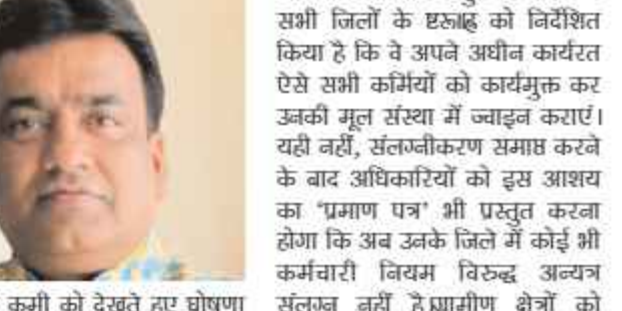 सभी जिलों के को निर्देशित
किया है कि वे अपने अधीन कार्यरत
ऐसे सभी कर्मियों को कार्यमुक्त कर
उनकी मूल संस्था में ज्वाइन कराएं।
यही नहीं, संलग्नीकरण समाप्त करने
के बाद अधिकारियों को इस आशय
का 'प्रमाण पत्र' भी प्रस्तुत करना
होगा कि अब उनके जिले में कोई भी
कर्मचारी नियम विरुद्ध अन्यत्र
संलग्न नहीं है।ग्रामीण क्षेत्रों को
कमी को देखते हुए घोषणा